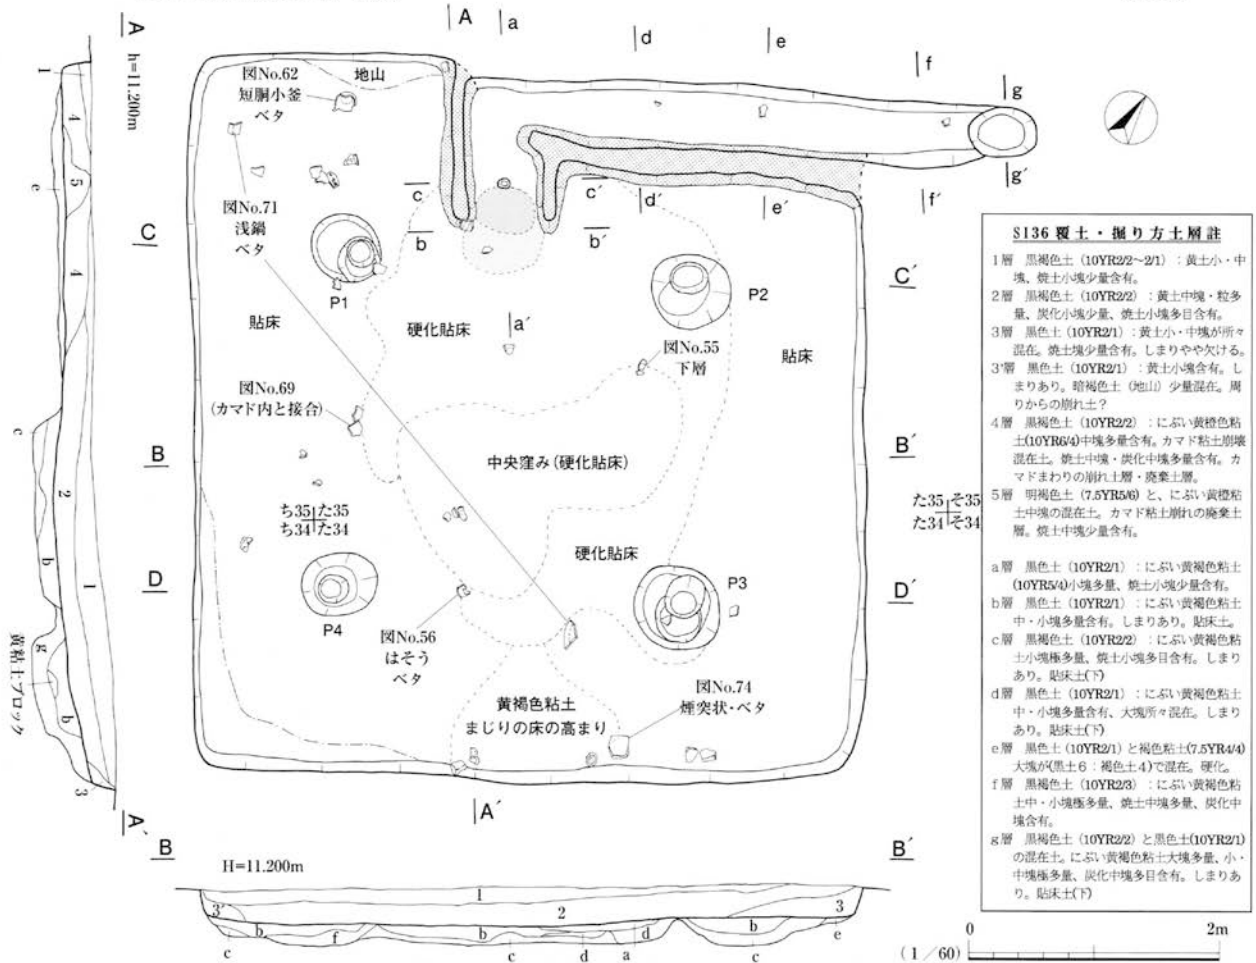 A
A
a
d
e
f
g
h=11.200m
1
4
5
e
4
c
2
b
1
g
b
3
黄粘土ブロック
A´
図No.62
短胴小釜
ベタ
地山
図No.71
浅鍋
ベタ
c
c´
d´
e´
f´
g´
b
b´
C
C´
P1
P2
貼床
硬化貼床
a´
図No.55
下層
貼床
図No.69
(カマド内と接合)
B
B´
中央窪み(硬化貼床)
ち35 た35
ち34 た34
た35 そ35
た34 そ34
硬化貼床
D
D´
P4
P3
図No.56
はそう
ベタ
図No.74
煙突状・ベタ
黄褐色粘土
まじりの床の高まり
A´
B
B´
H=11.200m
1
3´
2
3
b
f
b
d
b
e
c
c
d
a
c
SI36 覆土・掘り方土層註
1層 黒褐色土(10YR2/2~2/1):黄土小・中
塊、焼土小塊少量含有。
2層 黒褐色土(10YR2/2):黄土中塊・粒多
量、炭化小塊少量、焼土小塊多目含有。
3層 黒色土(10YR2/1):黄土小・中塊が所々
混在。焼土塊少量含有。しまりやや欠ける。
3'層 黒色土(10YR2/1):黄土小塊含有。し
まりあり。暗褐色土(地山)少量混在。周
りからの崩れ土?
4層 黒褐色土(10YR2/2):にぶい黄橙色粘
土(10YR6/4)中塊多量含有。カマド粘土崩壊
混在土。焼土中塊・炭化中塊多量含有。カ
マドまわりの崩れ土層・廃棄土層。
5層 明褐色土(7.5YR5/6)と、にぶい黄橙粘
土中塊の混在土。カマド粘土崩れの廃棄土
層。焼土中塊少量含有。
a層 黒色土(10YR2/1):にぶい黄褐色粘土
(10YR5/4)小塊多量、焼土小塊少量含有。
b層 黒色土(10YR2/1):にぶい黄褐色粘土
中・小塊多量含有。しまりあり。貼床土。
c層 黒褐色土(10YR2/2):にぶい黄褐色粘
土小塊極多量、焼土小塊多目含有。しまり
あり。貼床土(下)
d層 黒色土(10YR2/1):にぶい黄褐色粘土
中・小塊多量含有、大塊所々混在。しまり
あり。貼床土(下)
e層 黒色土(10YR2/1)と褐色粘土(7.5YR4/4)
大塊が(黒土6:褐色土4)で混在。硬化。
f層 黒褐色土(10YR2/3):にぶい黄褐色粘
土中・小塊極多量、焼土中塊多量、炭化中
塊含有。
g層 黒褐色土(10YR2/2)と黒色土(10YR2/1)
の混在土。にぶい黄褐色粘土大塊多量、小・
中塊極多量、炭化中塊多目含有。しまりあ
り。貼床土(下)
(1/60)
0
2m